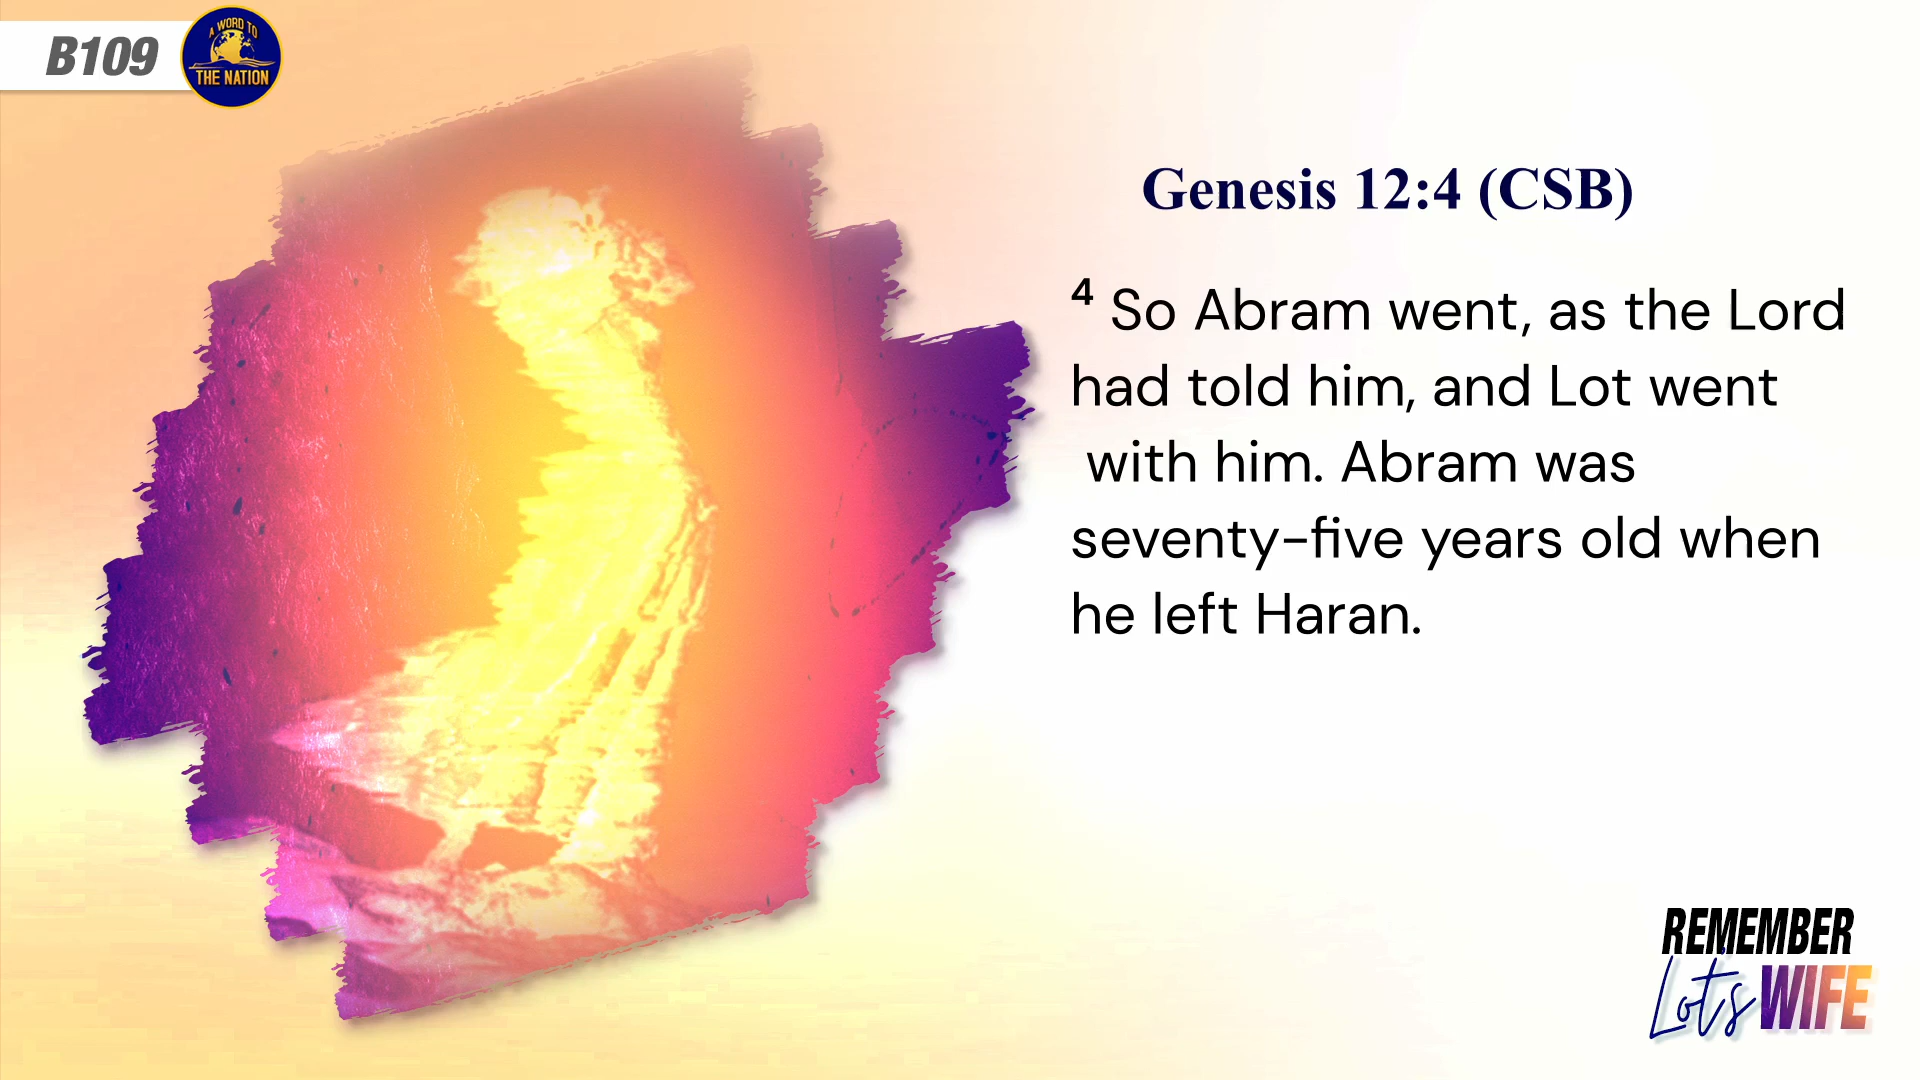 B109
A WORD TO
THE NATION
Genesis 12:4 (CSB)
⁴ So Abram went, as the Lord
had told him, and Lot went
with him. Abram was
seventy-five years old when
he left Haran.
REMEMBER
Lot's WIFE